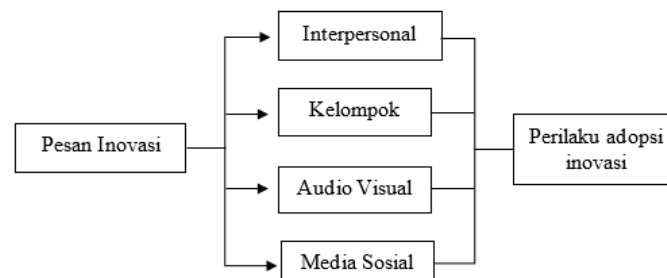 Interpersonal
Kelompok
Pesan Inovasi
Perilaku adopsi
inovasi
Audio Visual
Media Sosial